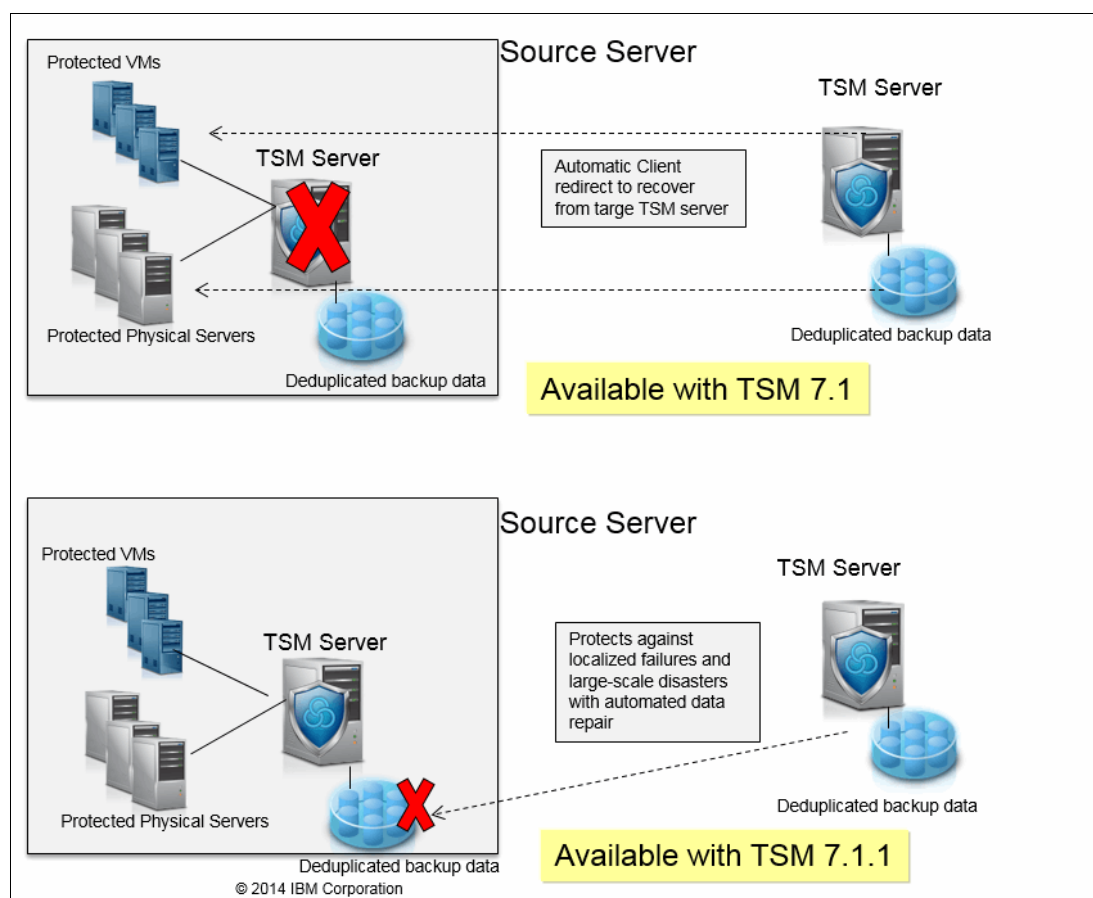 Source Server
Protected VMs
TSM Server
TSM Server
Automatic Client
redirect to recover
from targe TSM server
Protected Physical Servers
Deduplicated backup data
Deduplicated backup data
Available with TSM 7.1
Source Server
Protected VMs
TSM Server
TSM Server
Protects against
localized failures and
large-scale disasters
with automated data
repair
Protected Physical Servers
Deduplicated backup data
Deduplicated backup data
Available with TSM 7.1.1
© 2014 IBM Corporation